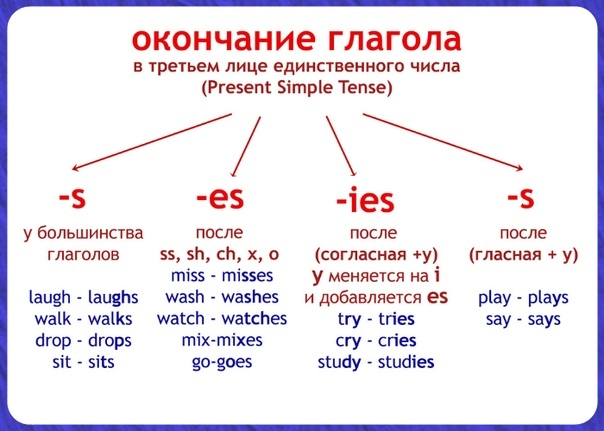 окончание глагола
в третьем лице единственного числа
(Present Simple Tense)
-s
у большинства
глаголов
laugh - laughs
walk - walks
drop - drops
sit - sits
-es
после
ss, sh, ch, x, o
miss - misses
wash - washes
watch - watches
mix-mixes
go-goes
-ies
после
(согласная +y)
y меняется на i
и добавляется es
try - tries
cry - cries
study - studies
-s
после
(гласная + y)
play - plays
say - says